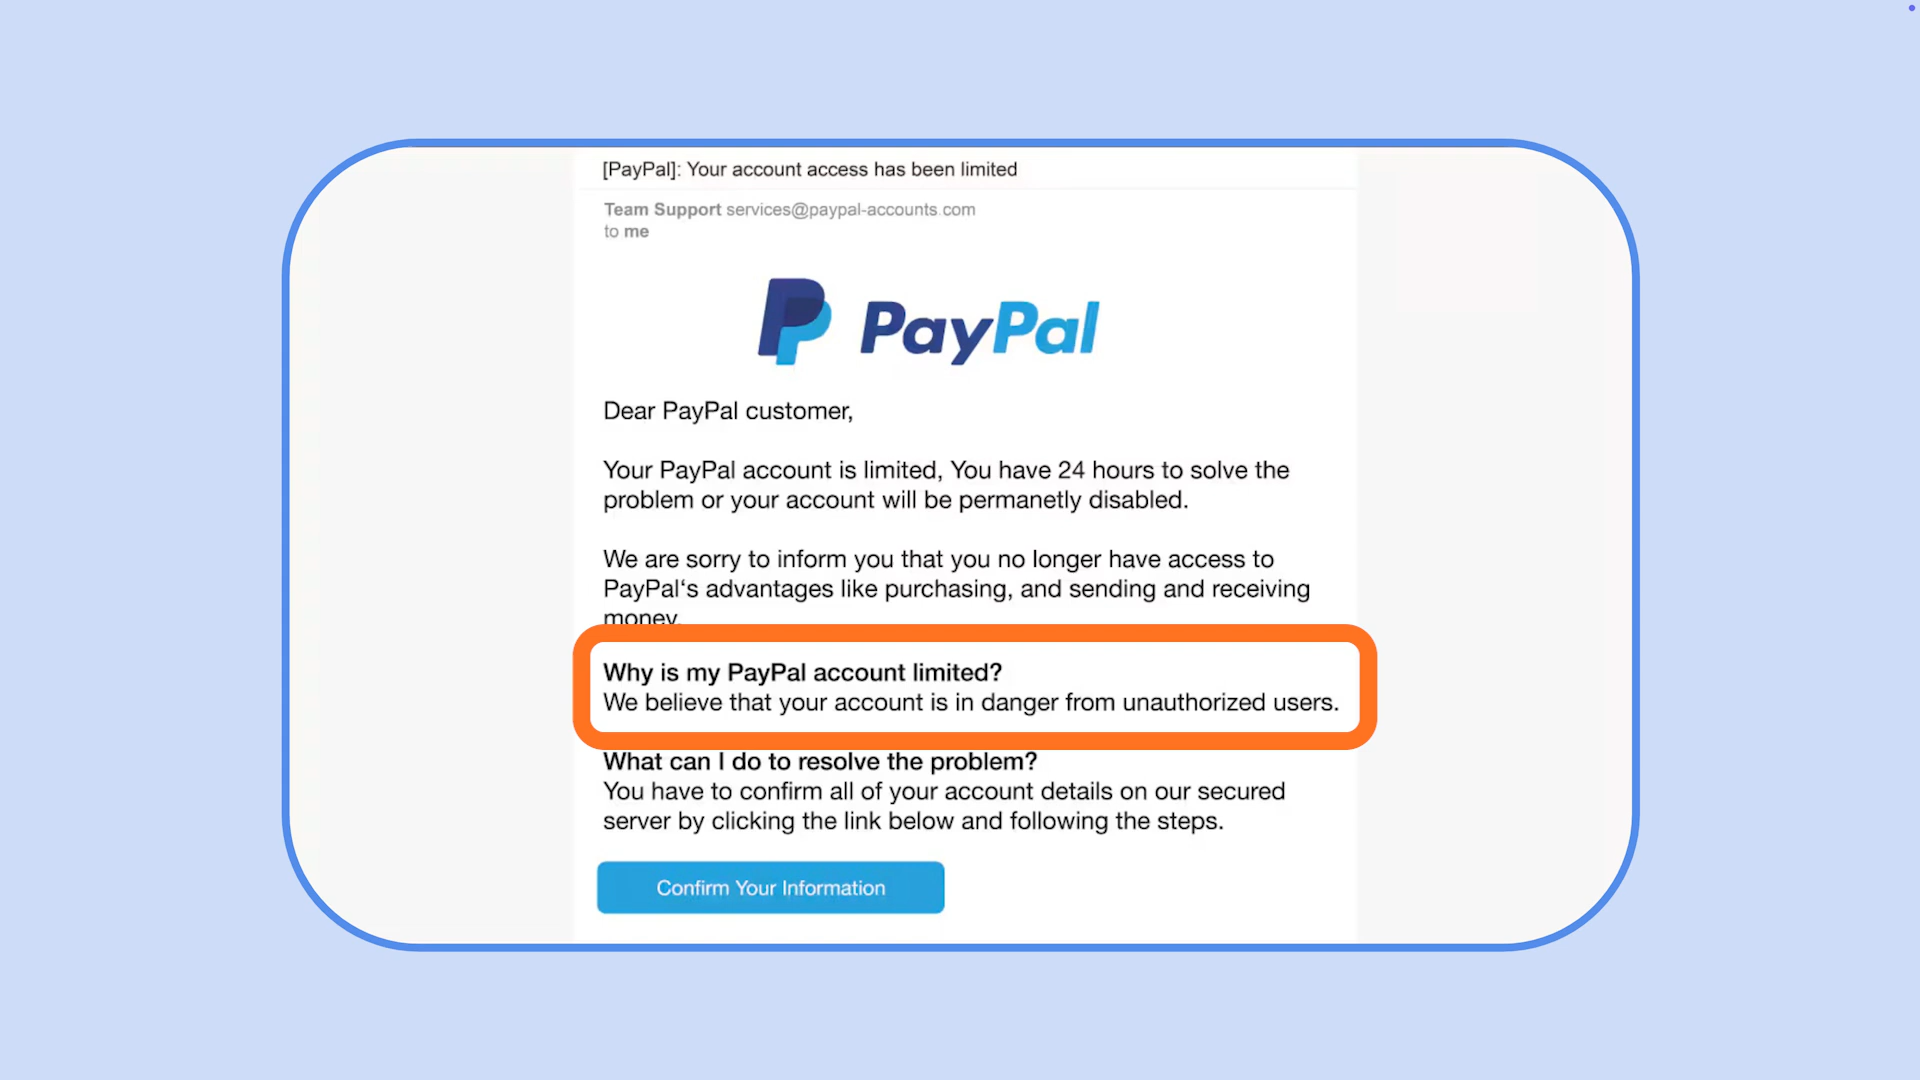 [PayPal]: Your account access has been limited
Team Support services@paypal-accounts.com
to me
PayPal
Dear PayPal customer,
Your PayPal account is limited, You have 24 hours to solve the
problem or your account will be permanetly disabled.
We are sorry to inform you that you no longer have access to
PayPal‘s advantages like purchasing, and sending and receiving
money.
Why is my PayPal account limited?
We believe that your account is in danger from unauthorized users.
What can I do to resolve the problem?
You have to confirm all of your account details on our secured
server by clicking the link below and following the steps.
Confirm Your Information